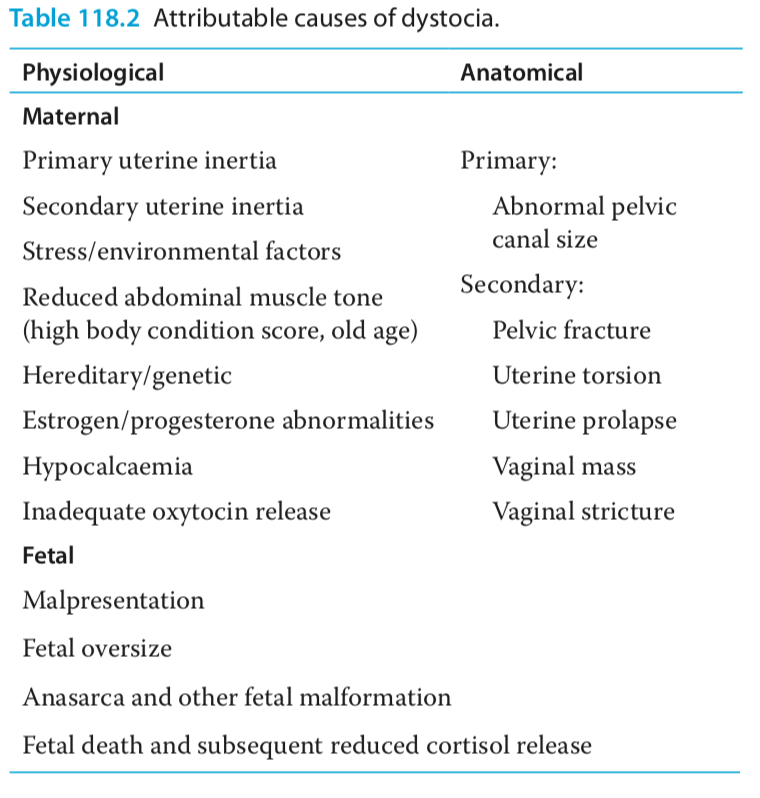 Table 118.2 Attributable causes of dystocia.
Physiological
Anatomical
Maternal
Primary uterine inertia
Secondary uterine inertia
Stress/environmental factors
Reduced abdominal muscle tone
(high body condition score, old age)
Hereditary/genetic
Estrogen/progesterone abnormalities
Hypocalcaemia
Inadequate oxytocin release
Primary:
Abnormal pelvic
canal size
Secondary:
Pelvic fracture
Uterine torsion
Uterine prolapse
Vaginal mass
Vaginal stricture
Fetal
Malpresentation
Fetal oversize
Anasarca and other fetal malformation
Fetal death and subsequent reduced cortisol release